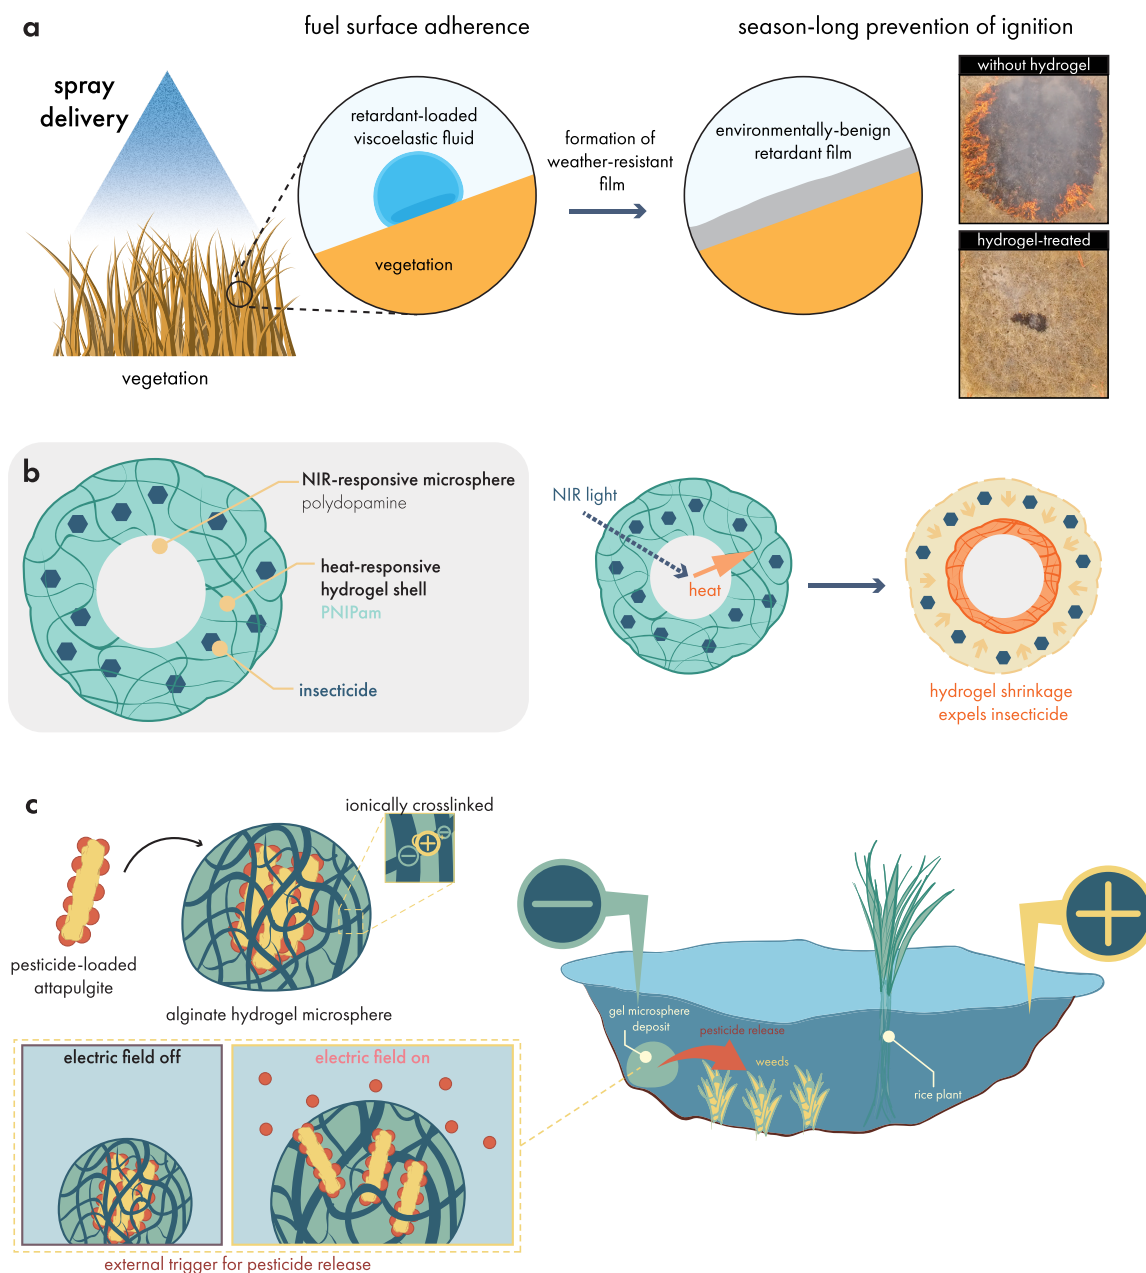 a
fuel surface adherence
season-long prevention of ignition
spray
delivery
retardant-loaded
viscoelastic fluid
vegetation
vegetation
formation of
weather-resistant
film
environmentally-benign
retardant film
without hydrogel
hydrogel-treated
b
NIR-responsive microsphere
polydopamine
heat-responsive
hydrogel shell
PNIPam
insecticide
NIR light
heat
hydrogel shrinkage
expels insecticide
c
ionically crosslinked
pesticide-loaded
attapulgite
alginate hydrogel microsphere
electric field off
electric field on
external trigger for pesticide release
gel microsphere
deposit
pesticide release
weeds
rice plant